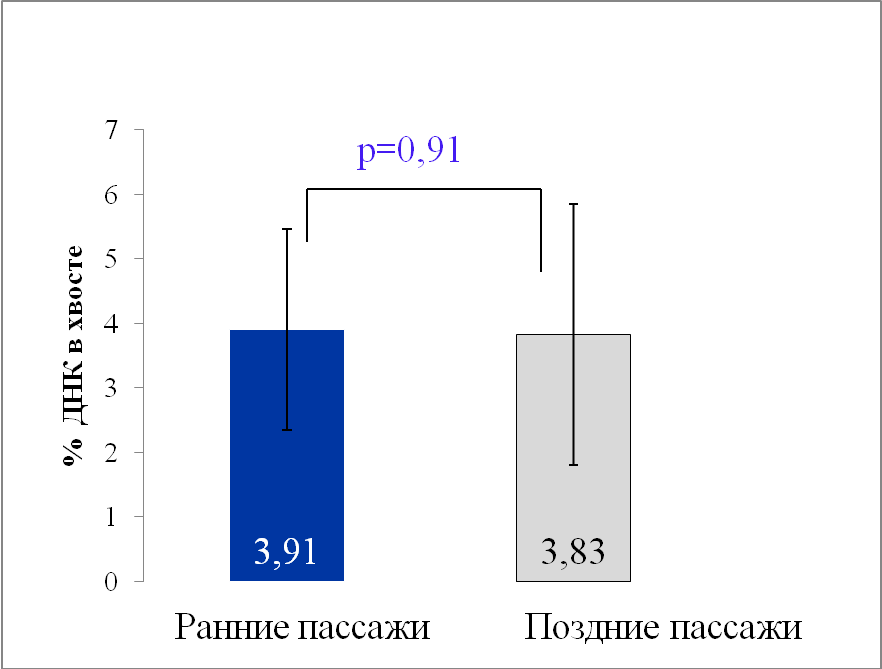 7
p=0,91
6
5
4
3
2
1
0
% ДНК в хвосте
3,91
3,83
Ранние пассажи
Поздние пассажи